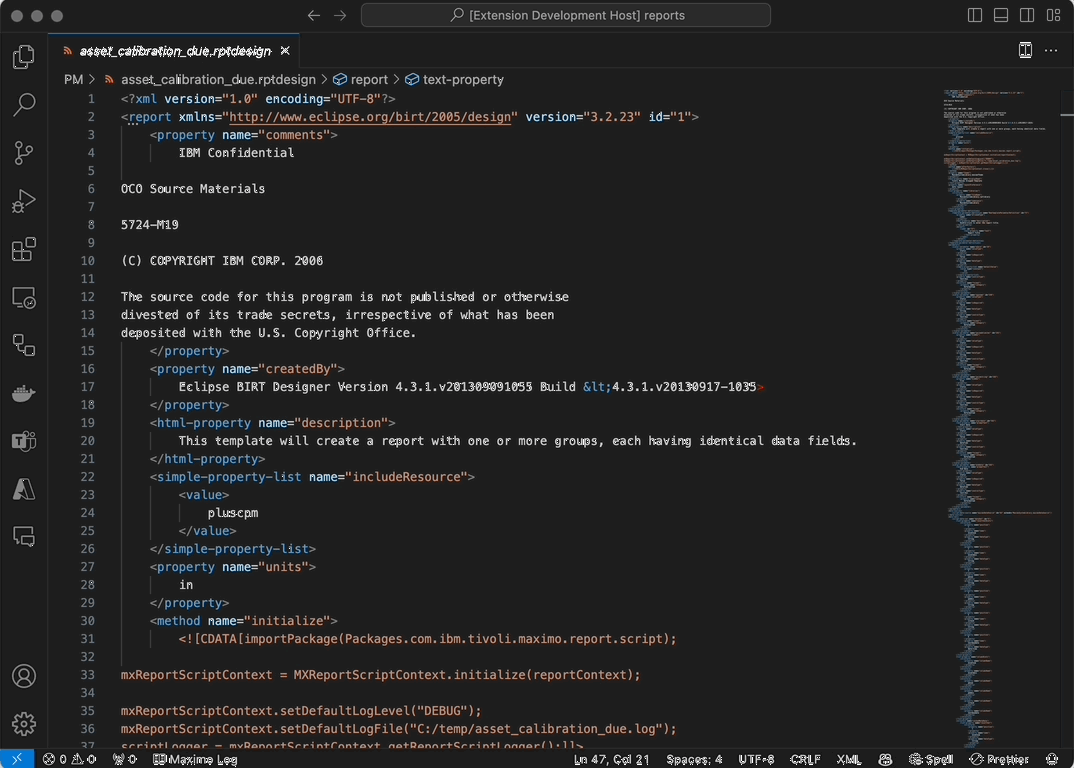 [Extension Development Host] reports
asset_calibration_due.rptdesign
PM > asset_calibration_due.rptdesign > report > text-property
1 <?xml version="1.0" encoding="UTF-8"?>
2 <report xmlns="http://www.eclipse.org/birt/2005/design" version="3.2.23" id="1">
3 <property name="comments">
4 IBM Confidential
5
6 OCO Source Materials
7
8 5724-M19
9
10 (C) COPYRIGHT IBM CORP. 2006
11
12 The source code for this program is not published or otherwise
13 divested of its trade secrets, irrespective of what has been
14 deposited with the U.S. Copyright Office.
15 </property>
16 <property name="createdBy">
17 Eclipse BIRT Designer Version 4.3.1.v201309091055 Build &lt;4.3.1.v20130917-1035>
18 </property>
19 <html-property name="description">
20 This template will create a report with one or more groups, each having identical data fields.
21 </html-property>
22 <simple-property-list name="includeResource">
23 <value>
24 pluscpm
25 </value>
26 </simple-property-list>
27 <property name="units">
28 in
29 </property>
30 <method name="initialize">
31 <![CDATA[importPackage(Packages.com.ibm.tivoli.maximo.report.script);
32
33 mxReportScriptContext = MXReportScriptContext.initialize(reportContext);
34
35 mxReportScriptContext.setDefaultLogLevel("DEBUG");
36 mxReportScriptContext.setDefaultLogFile("C:/temp/asset_calibration_due.log");
37 scriptLogger = mxReportScriptContext.getReportScriptLogger();]]>
0 0 0 Maximo Log Ln 47, Col 21 Spaces: 4 UTF-8 CRLF XML Spell Prettier